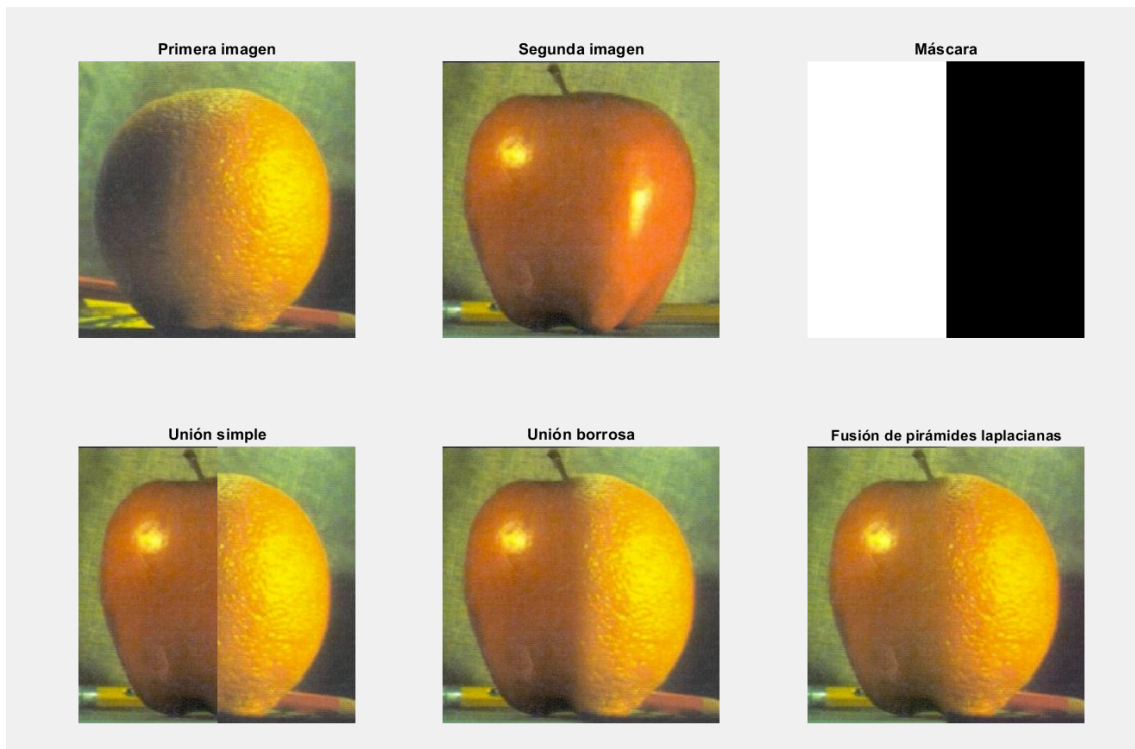 Primera imagen
Segunda imagen
Máscara
Unión simple
Unión borrosa
Fusión de pirámides laplacianas